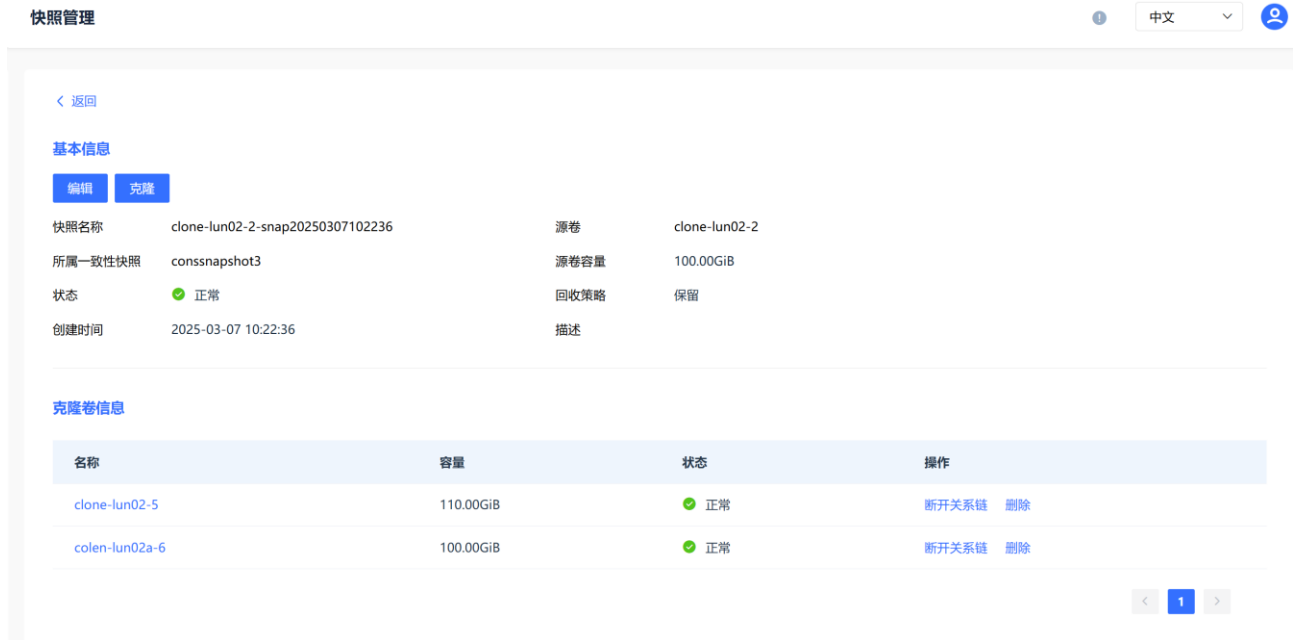 快照管理
中文
返回
基本信息
编辑 克隆
快照名称 clone-lun02-2-snap20250307102236 源卷 clone-lun02-2
所属一致性快照 conssnapshot3 源卷容量 100.00GiB
状态 正常 回收策略 保留
创建时间 2025-03-07 10:22:36 描述
克隆卷信息
名称 容量 状态 操作
clone-lun02-5 110.00GiB 正常 断开关系链 删除
colen-lun02a-6 100.00GiB 正常 断开关系链 删除
1